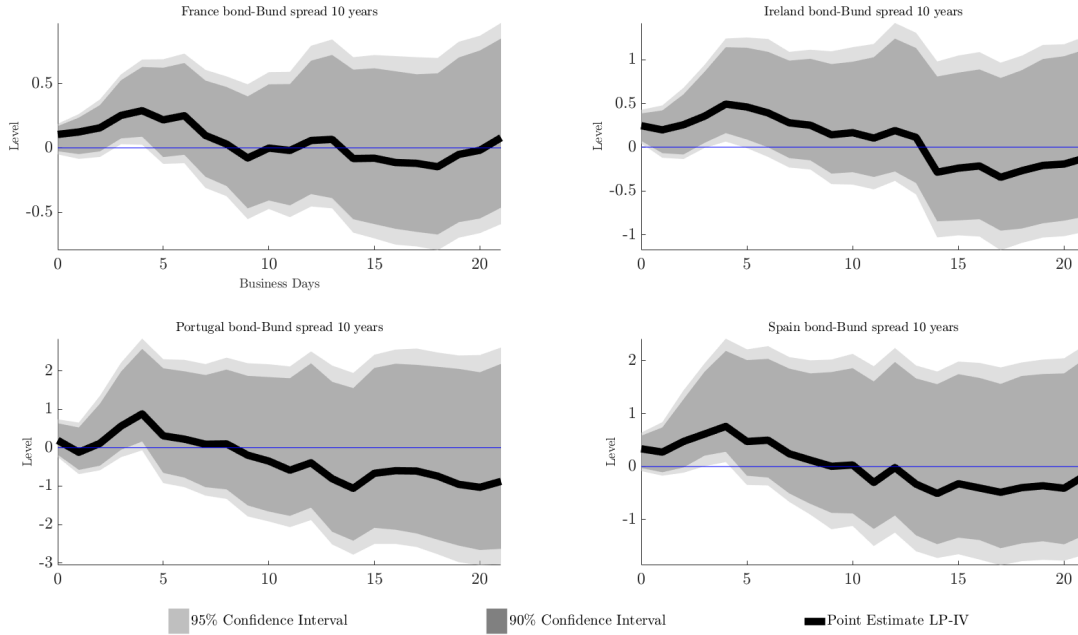 France bond-Bund spread 10 years
Level
0.5
0
-0.5
0 5 10 15 20
Business Days
Ireland bond-Bund spread 10 years
Level
1
0.5
0
-0.5
-1
0 5 10 15 20
Portugal bond-Bund spread 10 years
Level
2
1
0
-1
-2
-3
0 5 10 15 20
Spain bond-Bund spread 10 years
Level
2
1
0
-1
0 5 10 15 20
95% Confidence Interval 90% Confidence Interval Point Estimate LP-IV